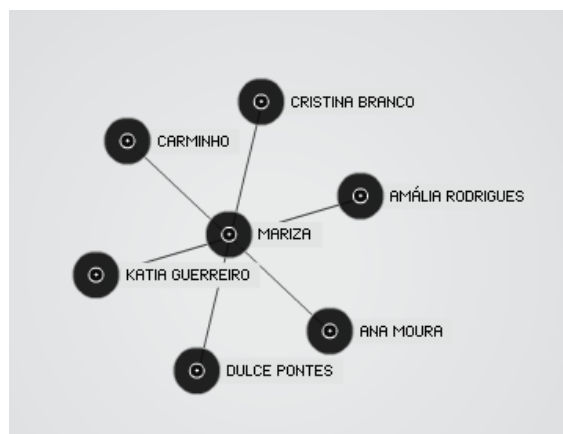 CRISTINA BRANCO
CARMINHO
AMÁLIA RODRIGUES
MARIZA
KATIA GUERREIRO
ANA MOURA
DULCE PONTES